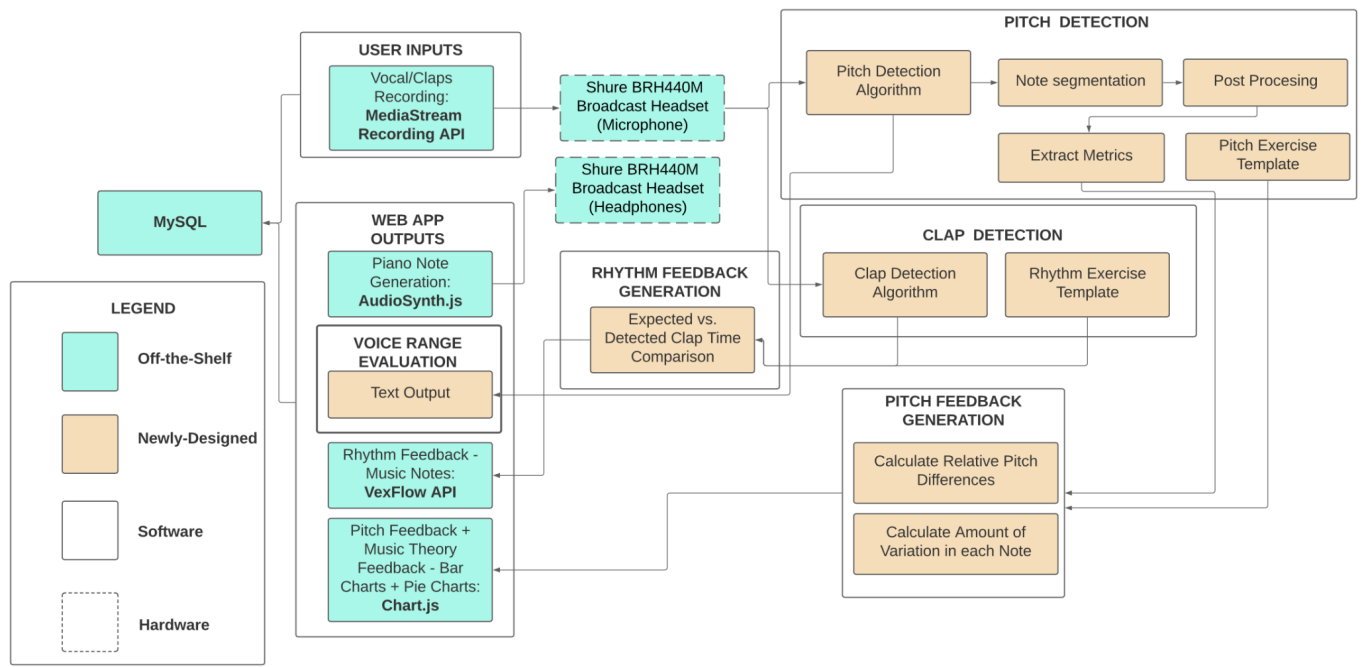 PITCH DETECTION
Pitch Detection
Algorithm
Note segmentation
Post Procesing
Extract Metrics
Pitch Exercise
Template
USER INPUTS
Vocal/Claps
Recording:
MediaStream
Recording API
Shure BRH440M
Broadcast Headset
(Microphone)
Shure BRH440M
Broadcast Headset
(Headphones)
MySQL
WEB APP
OUTPUTS
Piano Note
Generation:
AudioSynth.js
VOICE RANGE
EVALUATION
Text Output
Rhythm Feedback -
Music Notes:
VexFlow API
Pitch Feedback +
Music Theory
Feedback - Bar
Charts + Pie Charts:
Chart.js
RHYTHM FEEDBACK
GENERATION
Expected vs.
Detected Clap Time
Comparison
CLAP DETECTION
Clap Detection
Algorithm
Rhythm Exercise
Template
PITCH FEEDBACK
GENERATION
Calculate Relative Pitch
Differences
Calculate Amount of
Variation in each Note
LEGEND
Off-the-Shelf
Newly-Designed
Software
Hardware